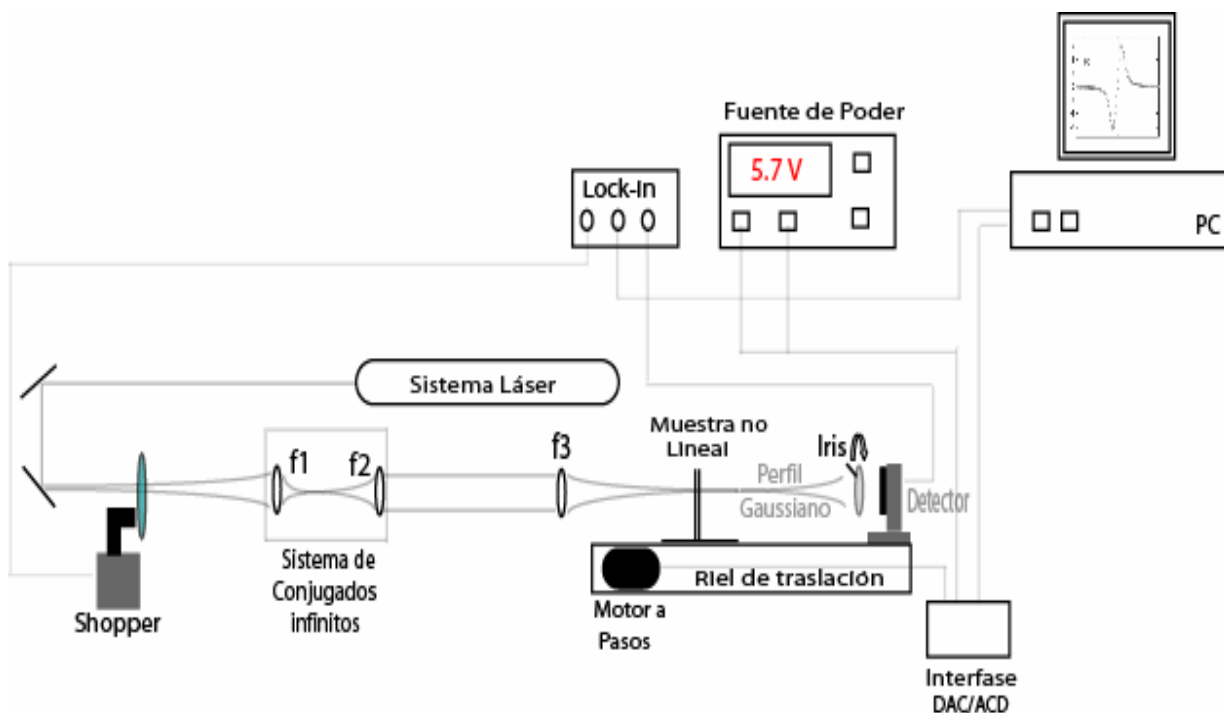 Fuente de Poder
5.7 V
Lock-In
PC
Sistema Láser
Muestra no
Lineal
f1
f2
f3
Iris
Perfil
Gaussiano
Detector
Sistema de
Conjugados
infinitos
Riel de traslación
Shopper
Motor a
Pasos
Interfase
DAC/ACD